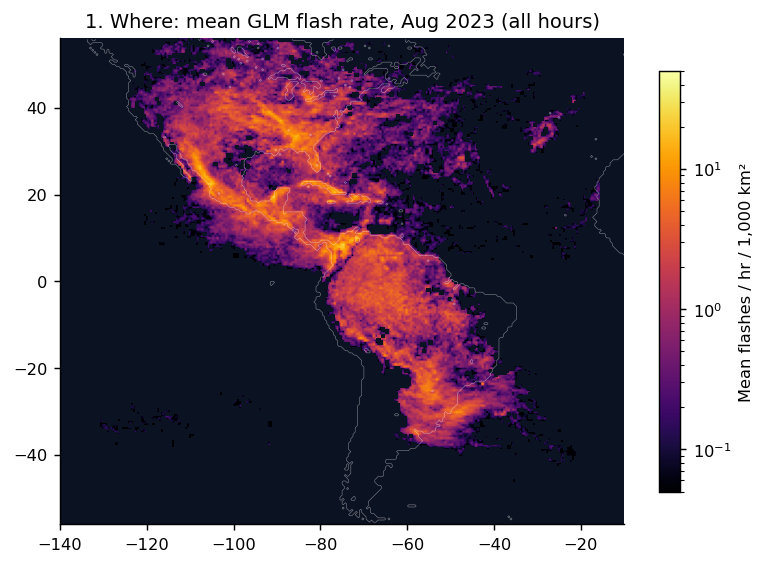 1. Where: mean GLM flash rate, Aug 2023 (all hours)
40
20
0
−20
−40
−140 −120 −100 −80 −60 −40 −20
10¹
10⁰
10⁻¹
Mean flashes / hr / 1,000 km²